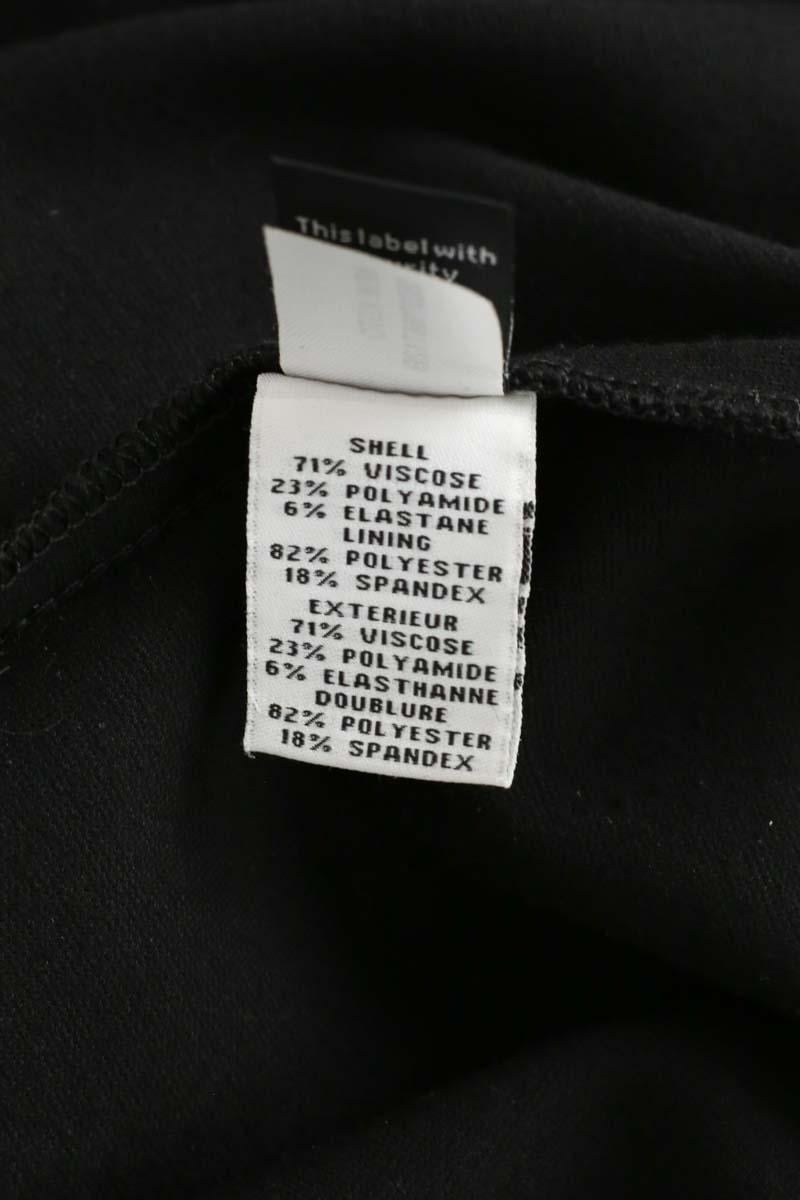 This label with
SHELL
71% VISCOSE
23% POLYAMIDE
6% ELASTANE
LINING
82% POLYESTER
18% SPANDEX
EXTERIEUR
71% VISCOSE
23% POLYAMIDE
6% ELASTHANNE
DOUBLURE
82% POLYESTER
18% SPANDEX